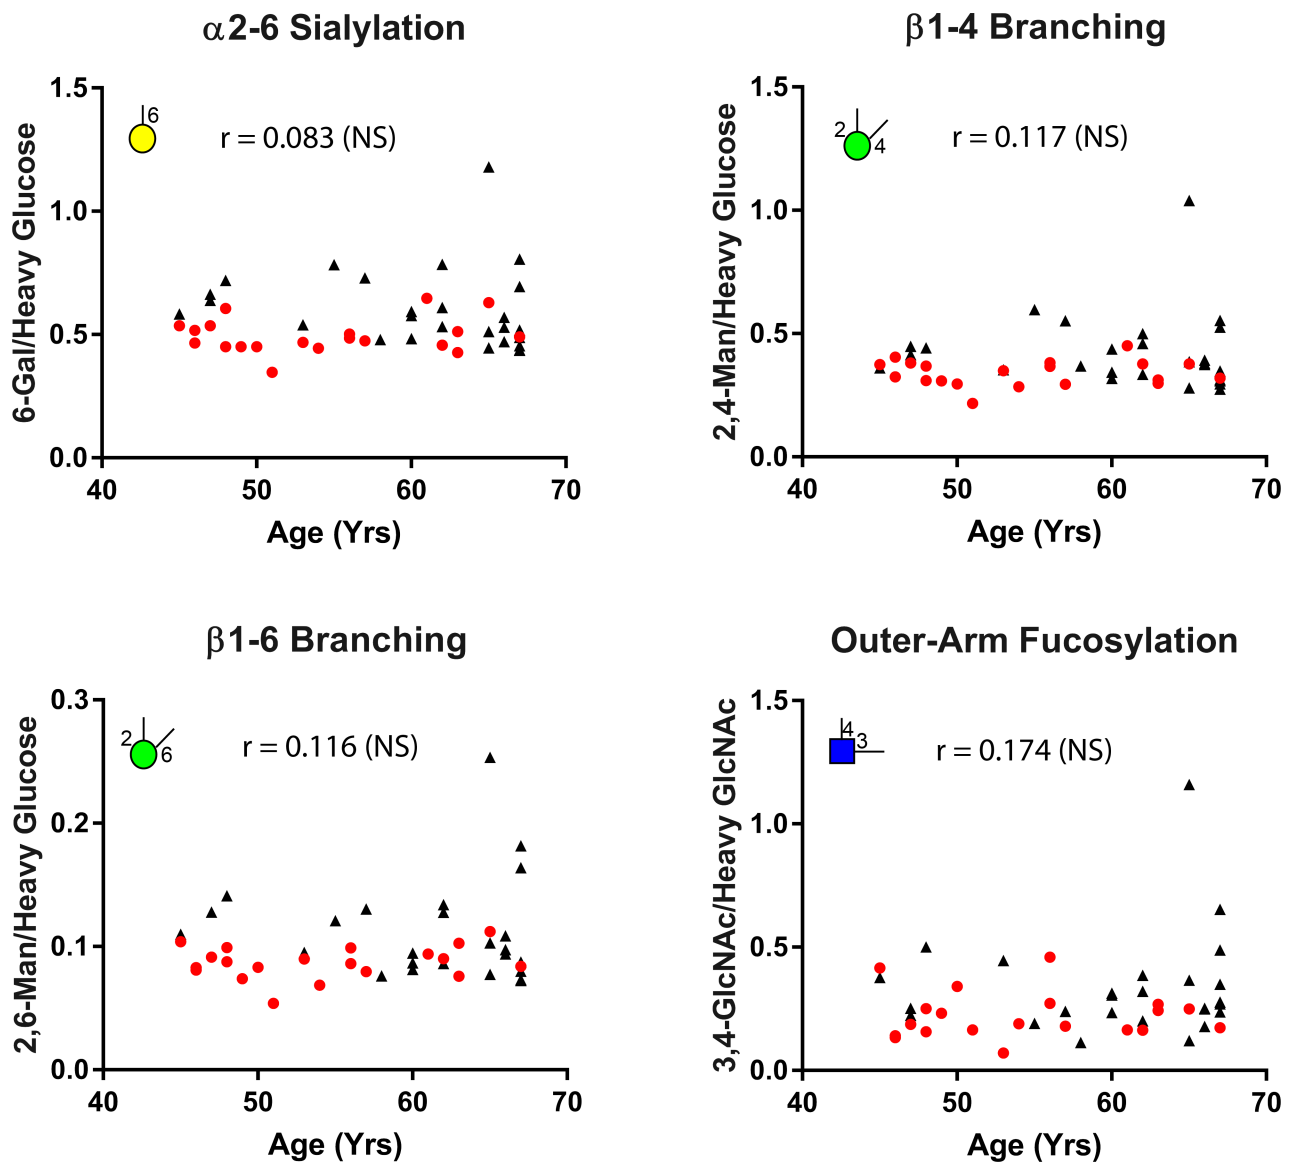 α2-6 Sialylation
6-Gal/Heavy Glucose
1.5
1.0
0.5
0.0
6
r = 0.083 (NS)
40 50 60 70
Age (Yrs)
β1-4 Branching
2,4-Man/Heavy Glucose
1.5
1.0
0.5
0.0
2 4
r = 0.117 (NS)
40 50 60 70
Age (Yrs)
β1-6 Branching
2,6-Man/Heavy Glucose
0.3
0.2
0.1
0.0
2 6
r = 0.116 (NS)
40 50 60 70
Age (Yrs)
Outer-Arm Fucosylation
3,4-GlcNAc/Heavy GlcNAc
1.5
1.0
0.5
0.0
4 3
r = 0.174 (NS)
40 50 60 70
Age (Yrs)